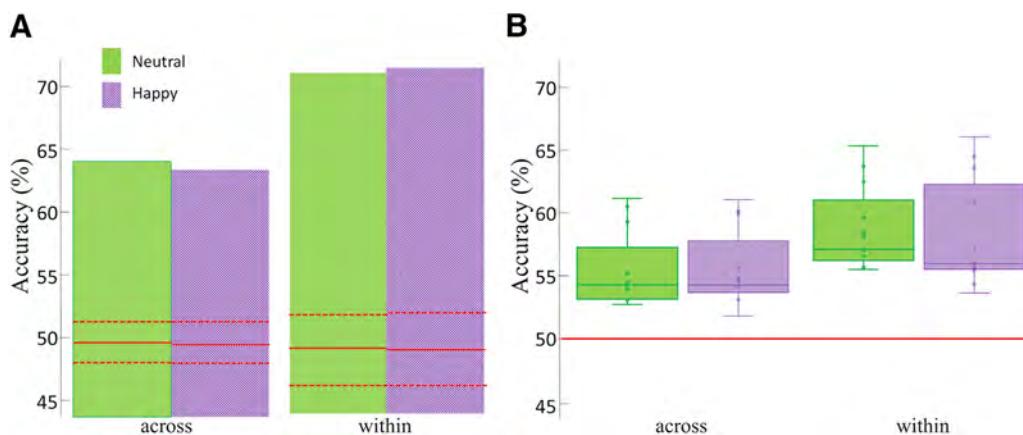 A
Neutral
Happy
Accuracy (%)
70
65
60
55
50
45
across
within
B
Accuracy (%)
70
65
60
55
50
45
across
within